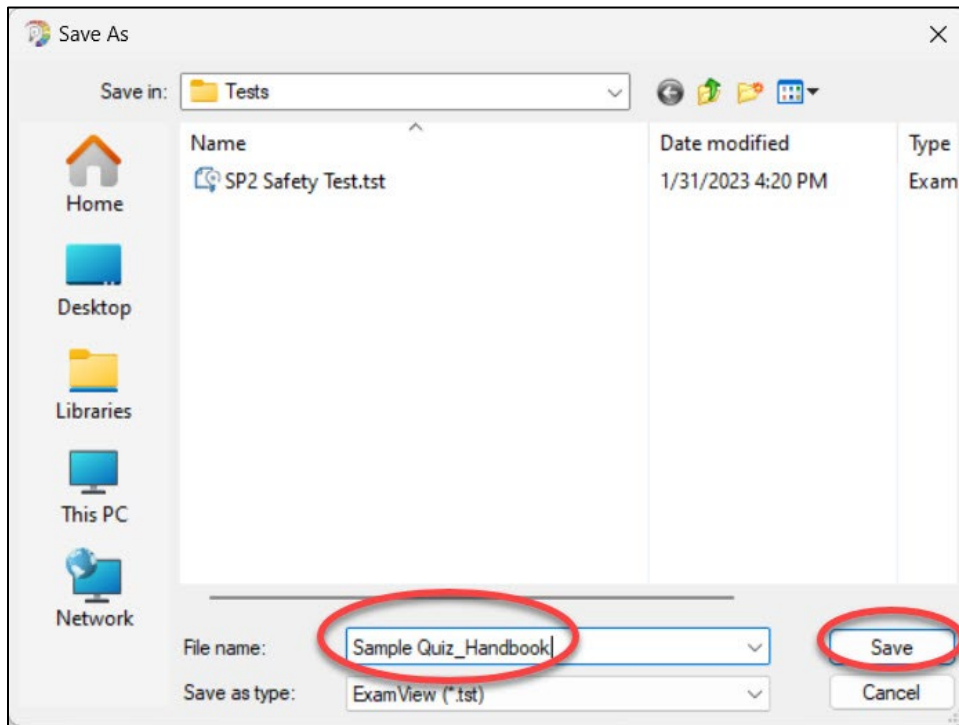 Save As
Save in: Tests
Name Date modified Type
SP2 Safety Test.tst 1/31/2023 4:20 PM Exam
Home
Desktop
Libraries
This PC
Network
File name: Sample Quiz_Handbook Save
Save as type: ExamView (*.tst) Cancel